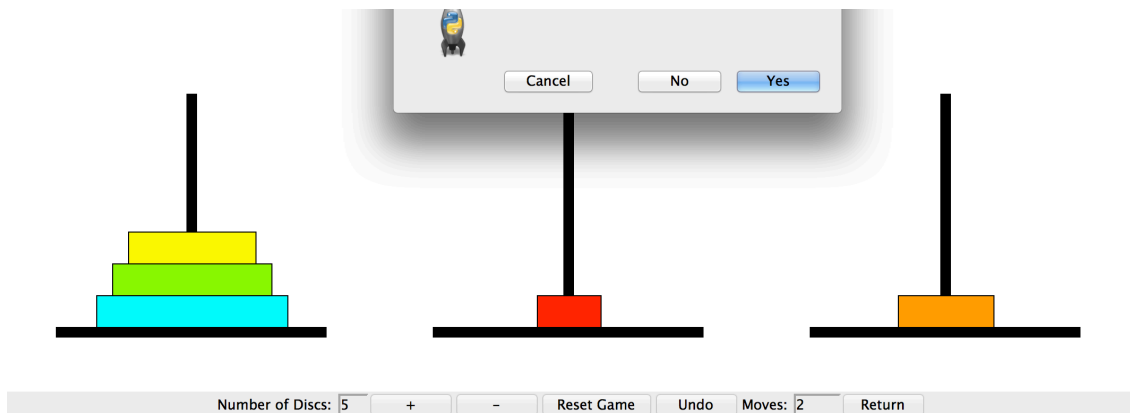 Cancel No Yes
Number of Discs: 5 + - Reset Game Undo Moves: 2 Return